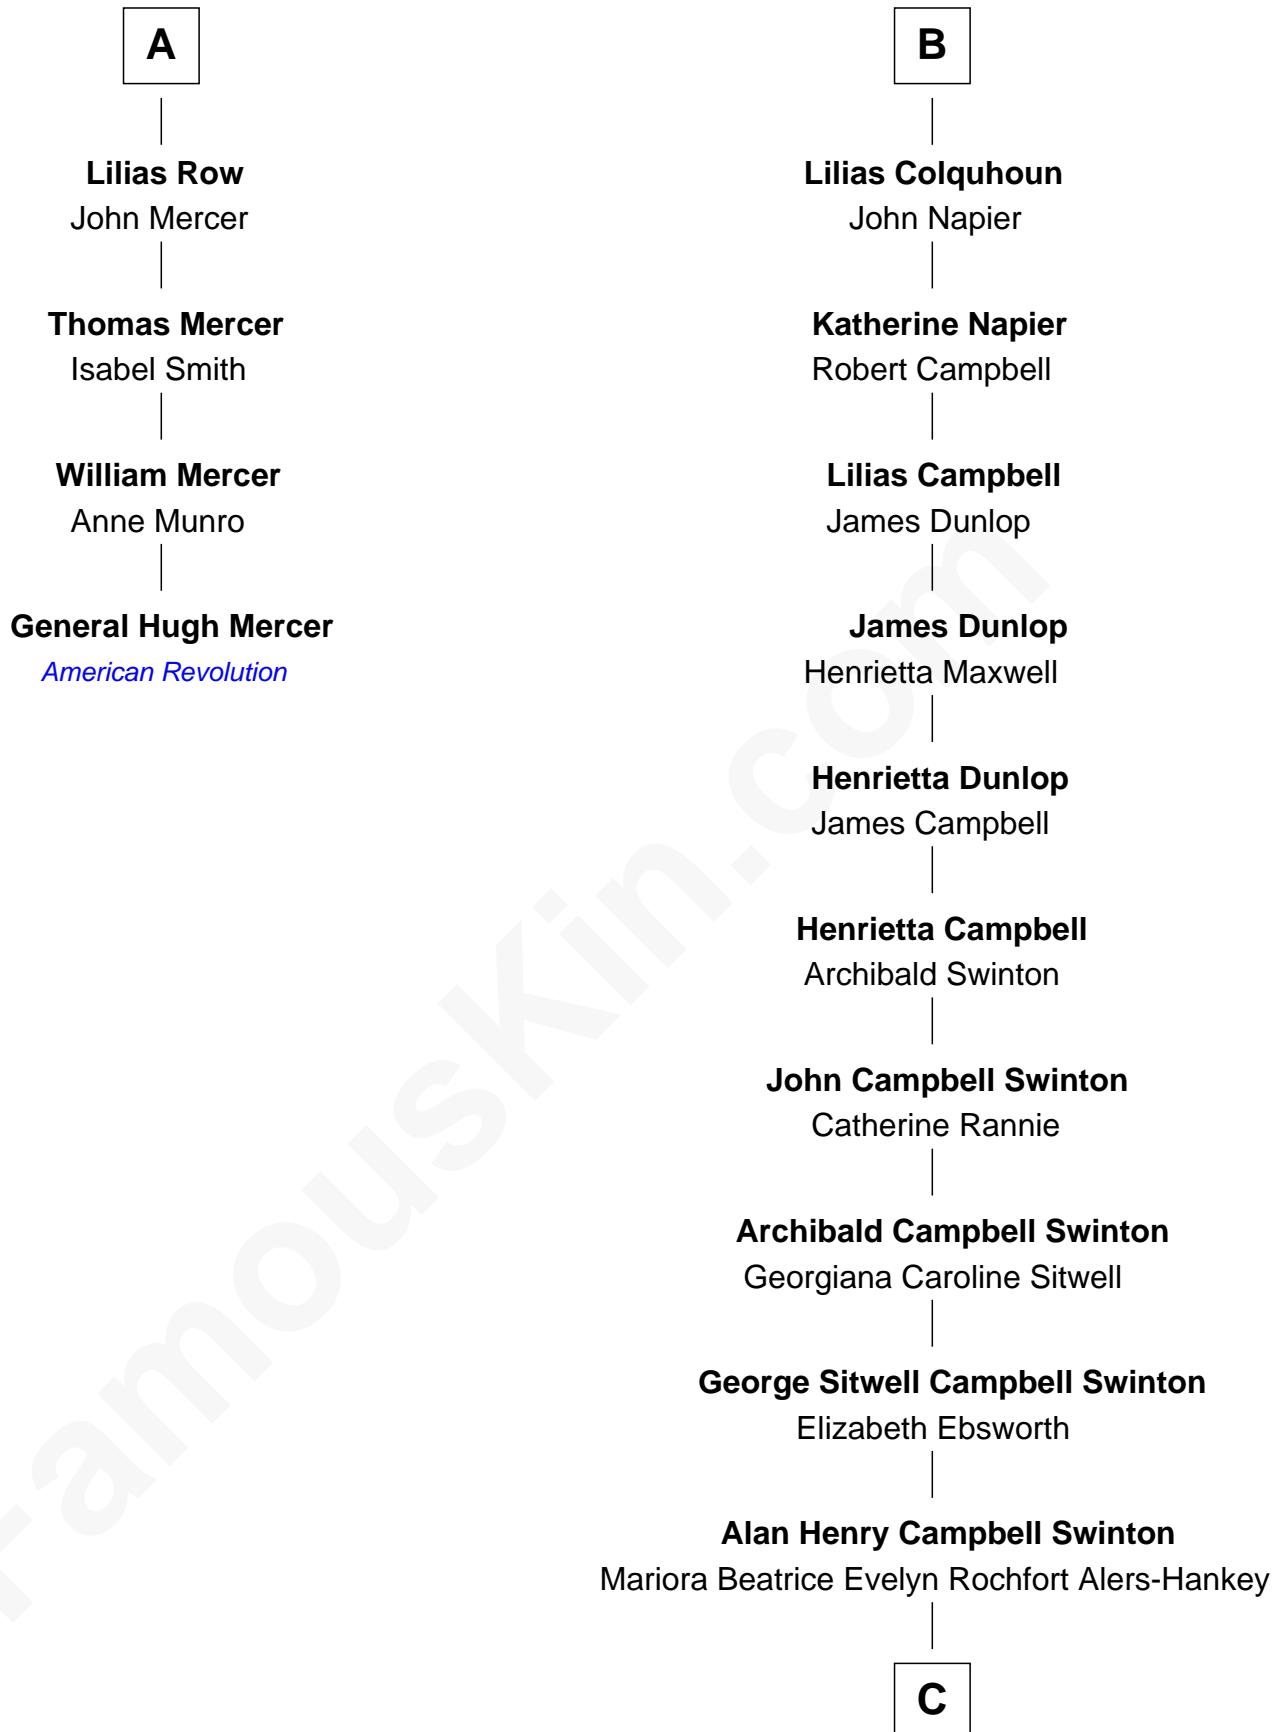 A
Lilias Row
John Mercer
Thomas Mercer
Isabel Smith
William Mercer
Anne Munro
General Hugh Mercer
American Revolution
B
Lilias Colquhoun
John Napier
Katherine Napier
Robert Campbell
Lilias Campbell
James Dunlop
James Dunlop
Henrietta Maxwell
Henrietta Dunlop
James Campbell
Henrietta Campbell
Archibald Swinton
John Campbell Swinton
Catherine Rannie
Archibald Campbell Swinton
Georgiana Caroline Sitwell
George Sitwell Campbell Swinton
Elizabeth Ebsworth
Alan Henry Campbell Swinton
Mariora Beatrice Evelyn Rochfort Alers-Hankey
C
FamousKin.com